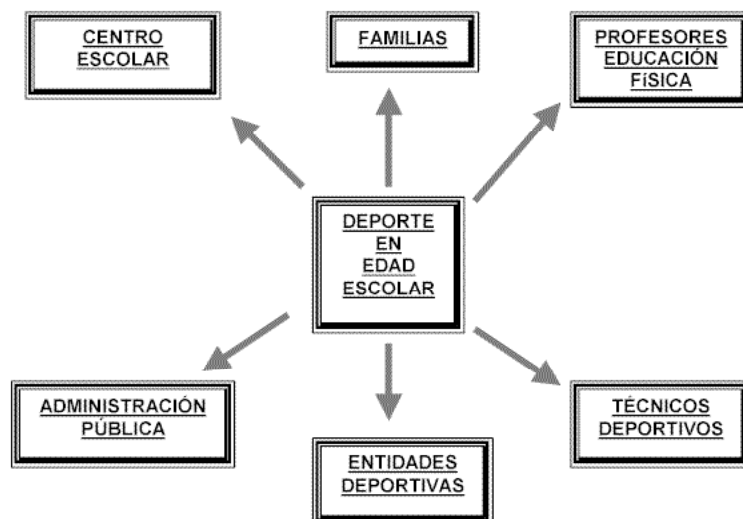 CENTRO
ESCOLAR
FAMILIAS
PROFESORES
EDUCACIÓN
FíSICA
DEPORTE
EN
EDAD
ESCOLAR
ADMINISTRACIÓN
PÚBLICA
ENTIDADES
DEPORTIVAS
TÉCNICOS
DEPORTIVOS